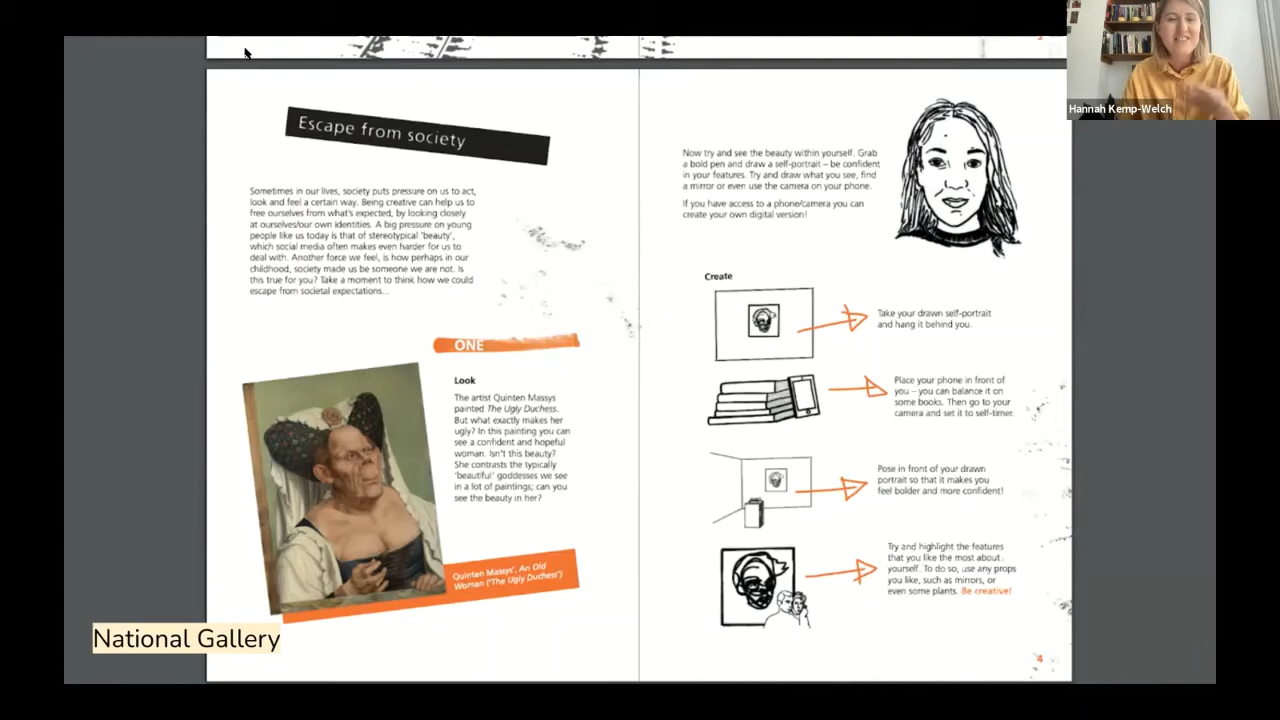 Hannah Kemp-Welch
Escape from society
Sometimes in our lives, society puts pressure on us to act,
look and feel a certain way. Being creative can help us to
free ourselves from what's expected, by looking closely
at ourselves/our own identities. A big pressure on young
people like us today is that of stereotypical 'beauty',
which social media often makes even harder for us to
deal with. Another force we feel, is how perhaps in our
childhood, society made us be someone we are not. Is
this true for you? Take a moment to think how we could
escape from societal expectations...
ONE
Look
The artist Quinten Massys
painted The Ugly Duchess.
But what exactly makes her
ugly? In this painting you can
see a confident and hopeful
woman. Isn't this beauty?
She contrasts the typically
'beautiful' goddesses we see
in a lot of paintings; can you
see the beauty in her?
Quinten Massys', An Old
Woman ('The Ugly Duchess')
National Gallery
Now try and see the beauty within yourself. Grab
a bold pen and draw a self-portrait – be confident
in your features. Try and draw what you see, find
a mirror or even use the camera on your phone.
If you have access to a phone/camera you can
create your own digital version!
Create
Take your drawn self-portrait
and hang it behind you.
Place your phone in front of
you – you can balance it on
some books. Then go to your
camera and set it to self-timer.
Pose in front of your drawn
portrait so that it makes you
feel bolder and more confident!
Try and highlight the features
that you like the most about
yourself. To do so, use any props
you like, such as mirrors, or
even some plants. Be creative!
4